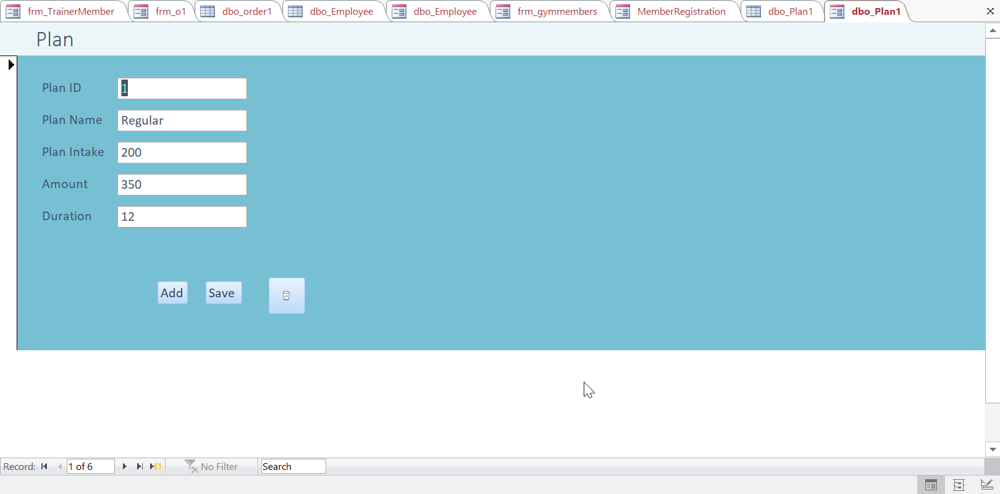 frm_TrainerMember frm_o1 dbo_order1 dbo_Employee dbo_Employee frm_gymmembers MemberRegistration dbo_Plan1 dbo_Plan1
Plan
Plan ID 1
Plan Name Regular
Plan Intake 200
Amount 350
Duration 12
Add Save
Record: 1 of 6 No Filter Search